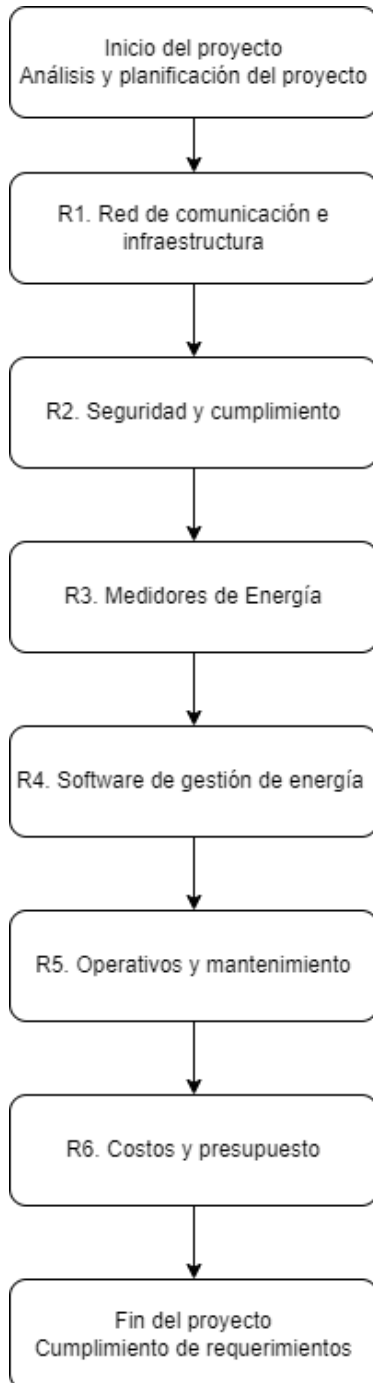 Inicio del proyecto
Análisis y planificación del proyecto
R1. Red de comunicación e
infraestructura
R2. Seguridad y cumplimiento
R3. Medidores de Energía
R4. Software de gestión de energía
R5. Operativos y mantenimiento
R6. Costos y presupuesto
Fin del proyecto
Cumplimiento de requerimientos